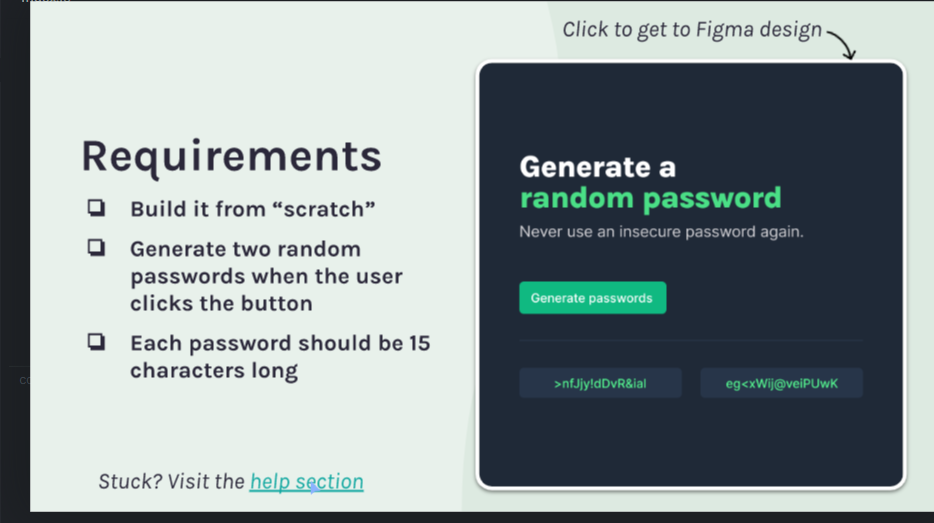 Click to get to Figma design
Requirements
Build it from “scratch”
Generate two random
passwords when the user
clicks the button
Each password should be 15
characters long
Stuck? Visit the help section
Generate a
random password
Never use an insecure password again.
Generate passwords
>nfJjy!dDvR&ial
eg<xWij@veiPUwK